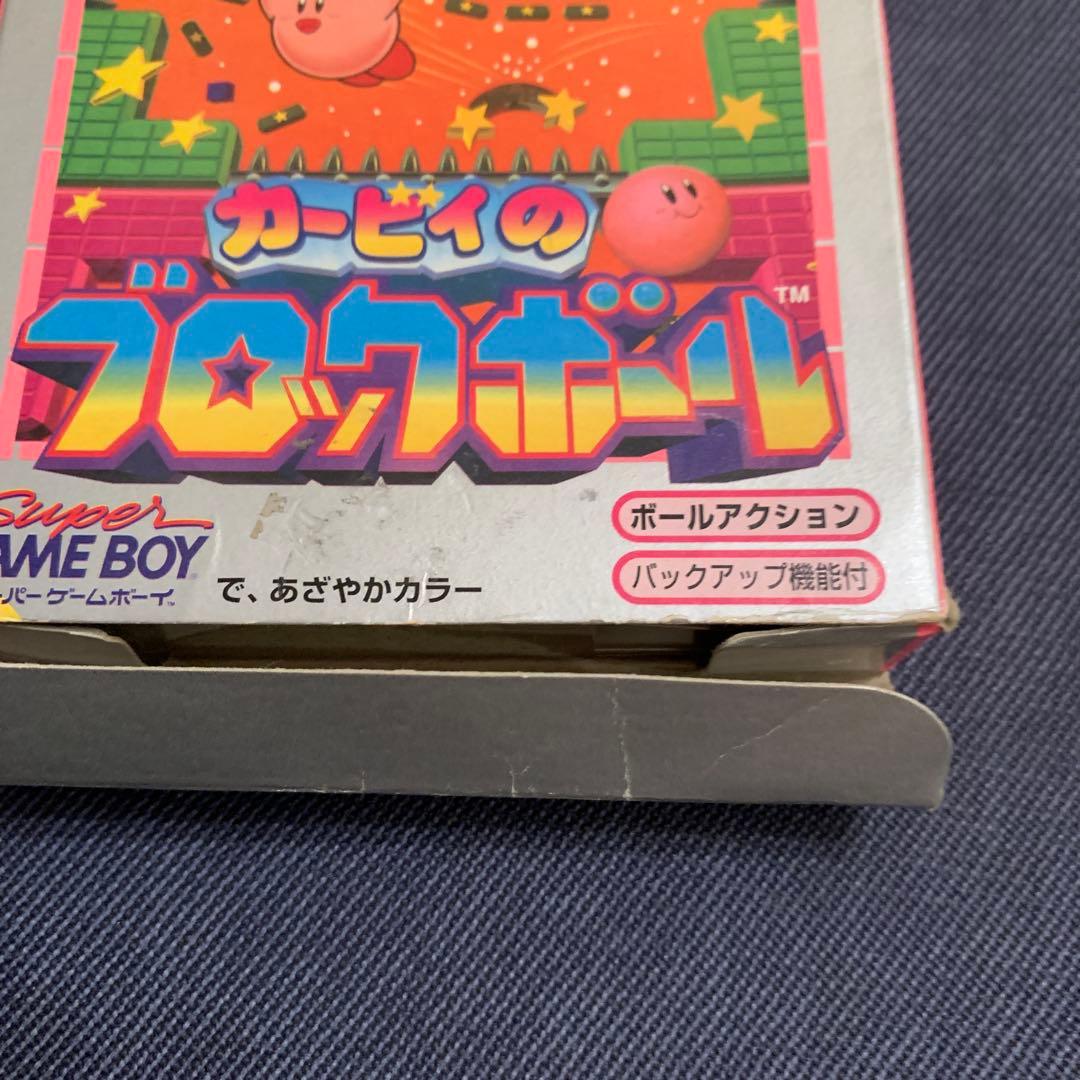 カービィの
ブロックボール TM
Super
GAME BOY
スーパーゲームボーイ TM
で、あざやかカラー
ボールアクション
バックアップ機能付